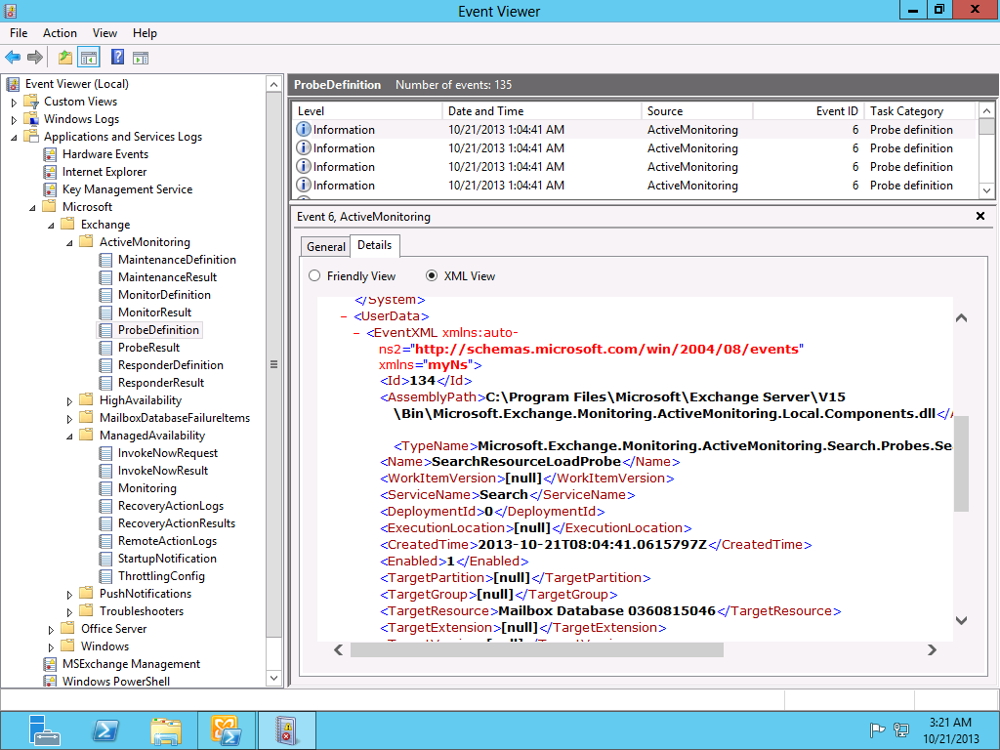 Event Viewer
File Action View Help
Event Viewer (Local)
Custom Views
Windows Logs
Applications and Services Logs
Hardware Events
Internet Explorer
Key Management Service
Microsoft
Exchange
ActiveMonitoring
MaintenanceDefinition
MaintenanceResult
MonitorDefinition
MonitorResult
ProbeDefinition
ProbeResult
ResponderDefinition
ResponderResult
HighAvailability
MailboxDatabaseFailureItems
ManagedAvailability
InvokeNowRequest
InvokeNowResult
Monitoring
RecoveryActionLogs
RecoveryActionResults
RemoteActionLogs
StartupNotification
ThrottlingConfig
PushNotifications
Troubleshooters
Office Server
Windows
MSExchange Management
Windows PowerShell
ProbeDefinition Number of events: 135
Level Date and Time Source Event ID Task Category
Information 10/21/2013 1:04:41 AM ActiveMonitoring 6 Probe definition
Information 10/21/2013 1:04:41 AM ActiveMonitoring 6 Probe definition
Information 10/21/2013 1:04:41 AM ActiveMonitoring 6 Probe definition
Information 10/21/2013 1:04:41 AM ActiveMonitoring 6 Probe definition
Event 6, ActiveMonitoring
General Details
Friendly View XML View
</System>
- <UserData>
- <EventXML xmlns:auto-
ns2="http://schemas.microsoft.com/win/2004/08/events"
xmlns="myNs">
<Id>134</Id>
<AssemblyPath>C:\Program Files\Microsoft\Exchange Server\V15
\Bin\Microsoft.Exchange.Monitoring.ActiveMonitoring.Local.Components.dll</
<TypeName>Microsoft.Exchange.Monitoring.ActiveMonitoring.Search.Probes.Se
<Name>SearchResourceLoadProbe</Name>
<WorkItemVersion>[null]</WorkItemVersion>
<ServiceName>Search</ServiceName>
<DeploymentId>0</DeploymentId>
<ExecutionLocation>[null]</ExecutionLocation>
<CreatedTime>2013-10-21T08:04:41.0615797Z</CreatedTime>
<Enabled>1</Enabled>
<TargetPartition>[null]</TargetPartition>
<TargetGroup>[null]</TargetGroup>
<TargetResource>Mailbox Database 0360815046</TargetResource>
<TargetExtension>[null]</TargetExtension>
3:21 AM
10/21/2013